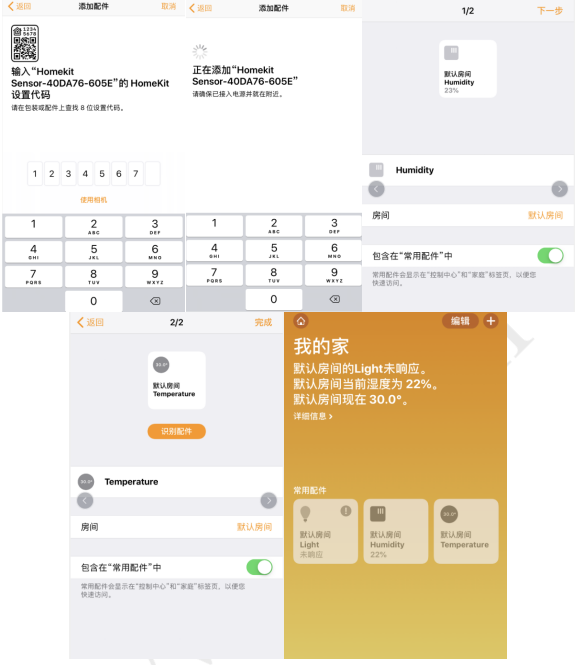 返回
添加配件
取消
1234
5678
输入“Homekit
Sensor-40DA76-605E”的 HomeKit
设置代码
请在包装或配件上查找 8 位设置代码。
1 2 3 4 5 6 7
使用相机
1
2
ABC
3
DEF
4
GHI
5
JKL
6
MNO
7
PQRS
8
TUV
9
WXYZ
0
返回
添加配件
取消
正在添加“Homekit
Sensor-40DA76-605E”
请确保已接入电源并就在附近。
1
2
ABC
3
DEF
4
GHI
5
JKL
6
MNO
7
PQRS
8
TUV
9
WXYZ
0
1/2
下一步
默认房间
Humidity
23%
Humidity
房间
默认房间
包含在“常用配件”中
常用配件会显示在“控制中心”和“家庭”标签页，以便您
快速访问。
返回
2/2
完成
30.0°
默认房间
Temperature
识别配件
30.0°
Temperature
房间
默认房间
包含在“常用配件”中
常用配件会显示在“控制中心”和“家庭”标签页，以便您
快速访问。
编辑
我的家
默认房间的Light未响应。
默认房间当前湿度为 22%。
默认房间现在 30.0°。
详细信息
常用配件
默认房间
Light
未响应
默认房间
Humidity
22%
30.0°
默认房间
Temperature